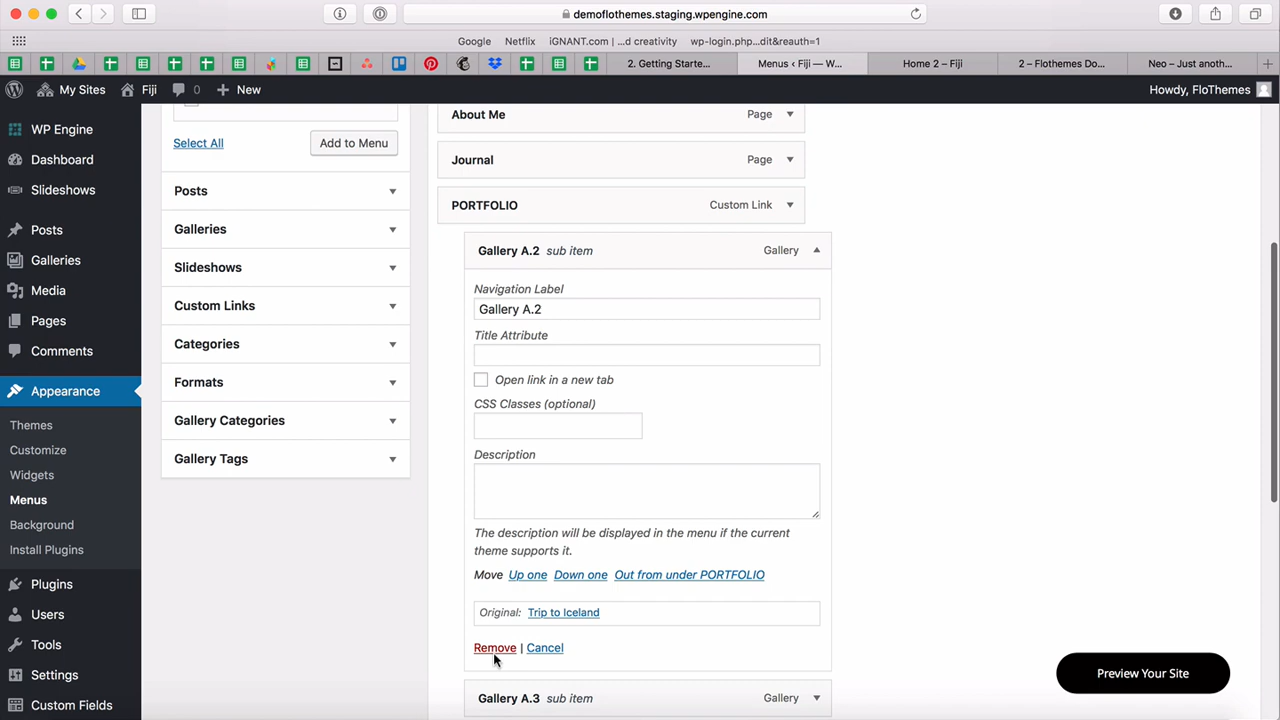 demoflothemes.staging.wpengine.com
Google Netflix iGNANT.com | ...d creativity wp-login.php...dit&reauth=1
2. Getting Starte... Menus ‹ Fiji — W... Home 2 – Fiji 2 – Flothemes Do... Neo – Just anoth...
My Sites Fiji 0 New Howdy, FloThemes
WP Engine
Dashboard
Slideshows
Posts
Galleries
Media
Pages
Comments
Appearance
Themes
Customize
Widgets
Menus
Background
Install Plugins
Plugins
Users
Tools
Settings
Custom Fields
Select All Add to Menu
Posts
Galleries
Slideshows
Custom Links
Categories
Formats
Gallery Categories
Gallery Tags
About Me Page
Journal Page
PORTFOLIO Custom Link
Gallery A.2 sub item Gallery
Navigation Label
Gallery A.2
Title Attribute
Open link in a new tab
CSS Classes (optional)
Description
The description will be displayed in the menu if the current
theme supports it.
Move Up one Down one Out from under PORTFOLIO
Original: Trip to Iceland
Remove | Cancel
Gallery A.3 sub item Gallery
Preview Your Site